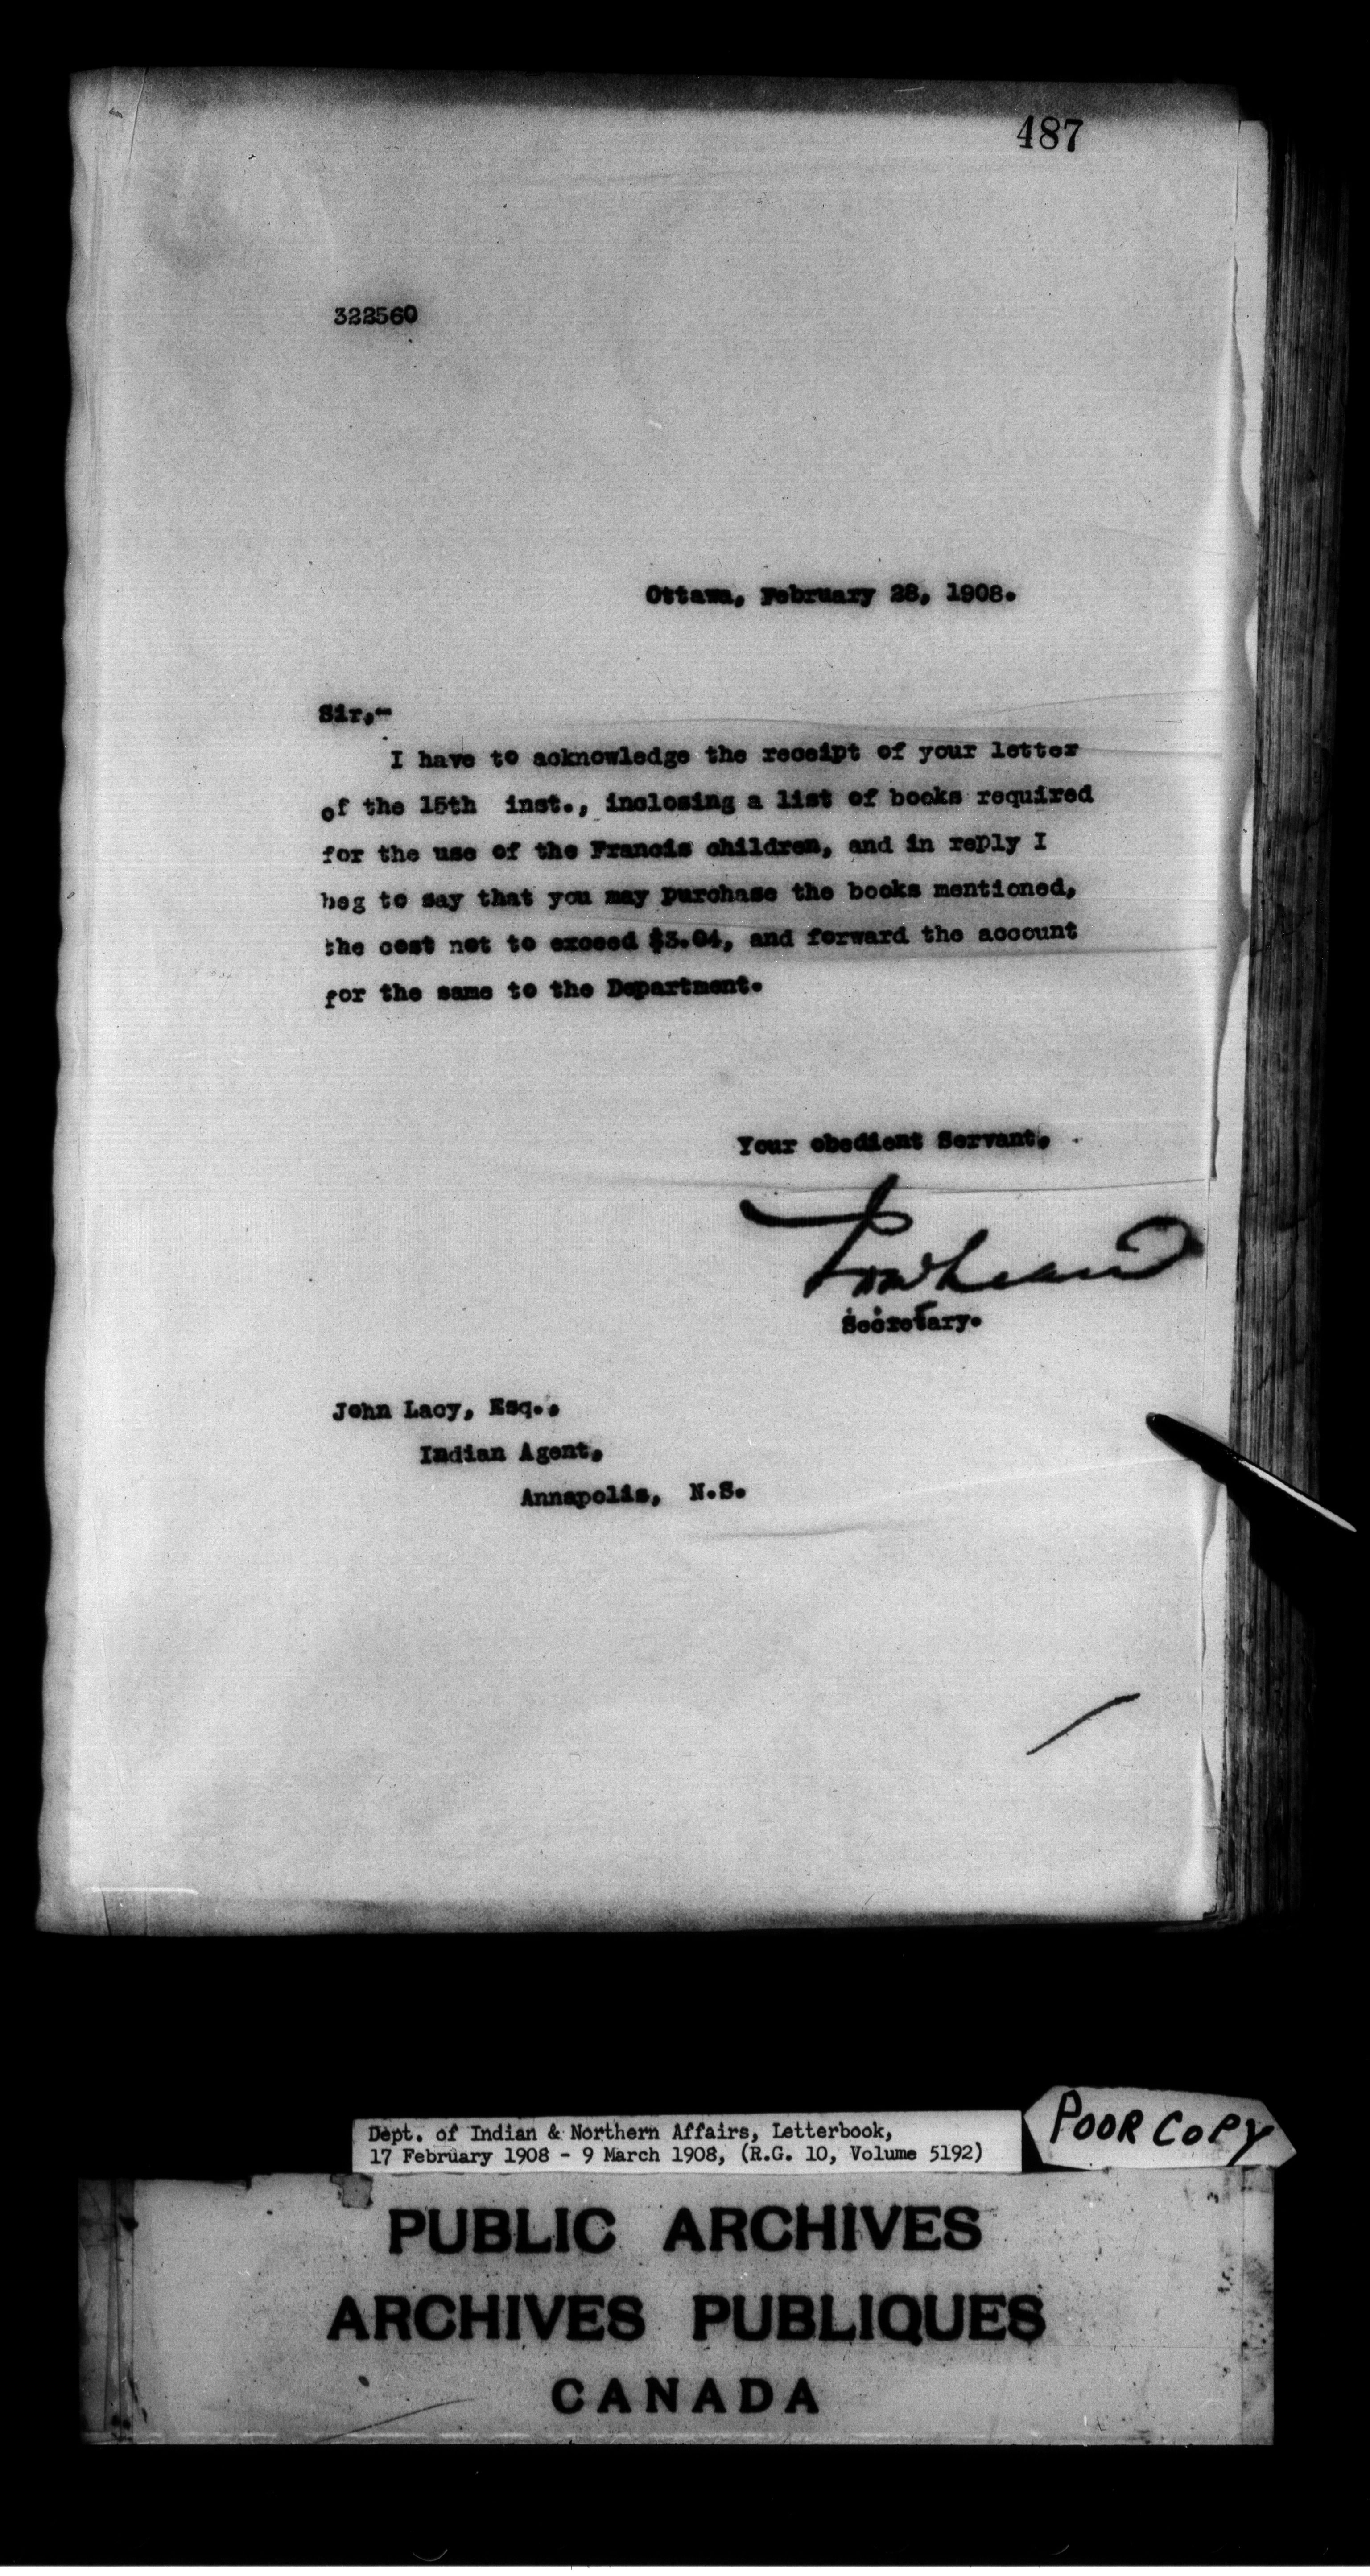 487
322560
Ottawa, February 28, 1908.
Sir,-
I have to acknowledge the receipt of your letter
of the 15th inst., inclosing a list of books required
for the use of the Francis children, and in reply I
beg to say that you may purchase the books mentioned,
the cost not to exceed $3.04, and forward the account
for the same to the Department.
Your obedient Servant,
Secretary.
John Lacy, Esq.,
Indian Agent,
Annapolis, N.S.
Dept. of Indian & Northern Affairs, Letterbook,
17 February 1908 - 9 March 1908, (R.G. 10, Volume 5192)
POOR COPY
PUBLIC ARCHIVES
ARCHIVES PUBLIQUES
CANADA